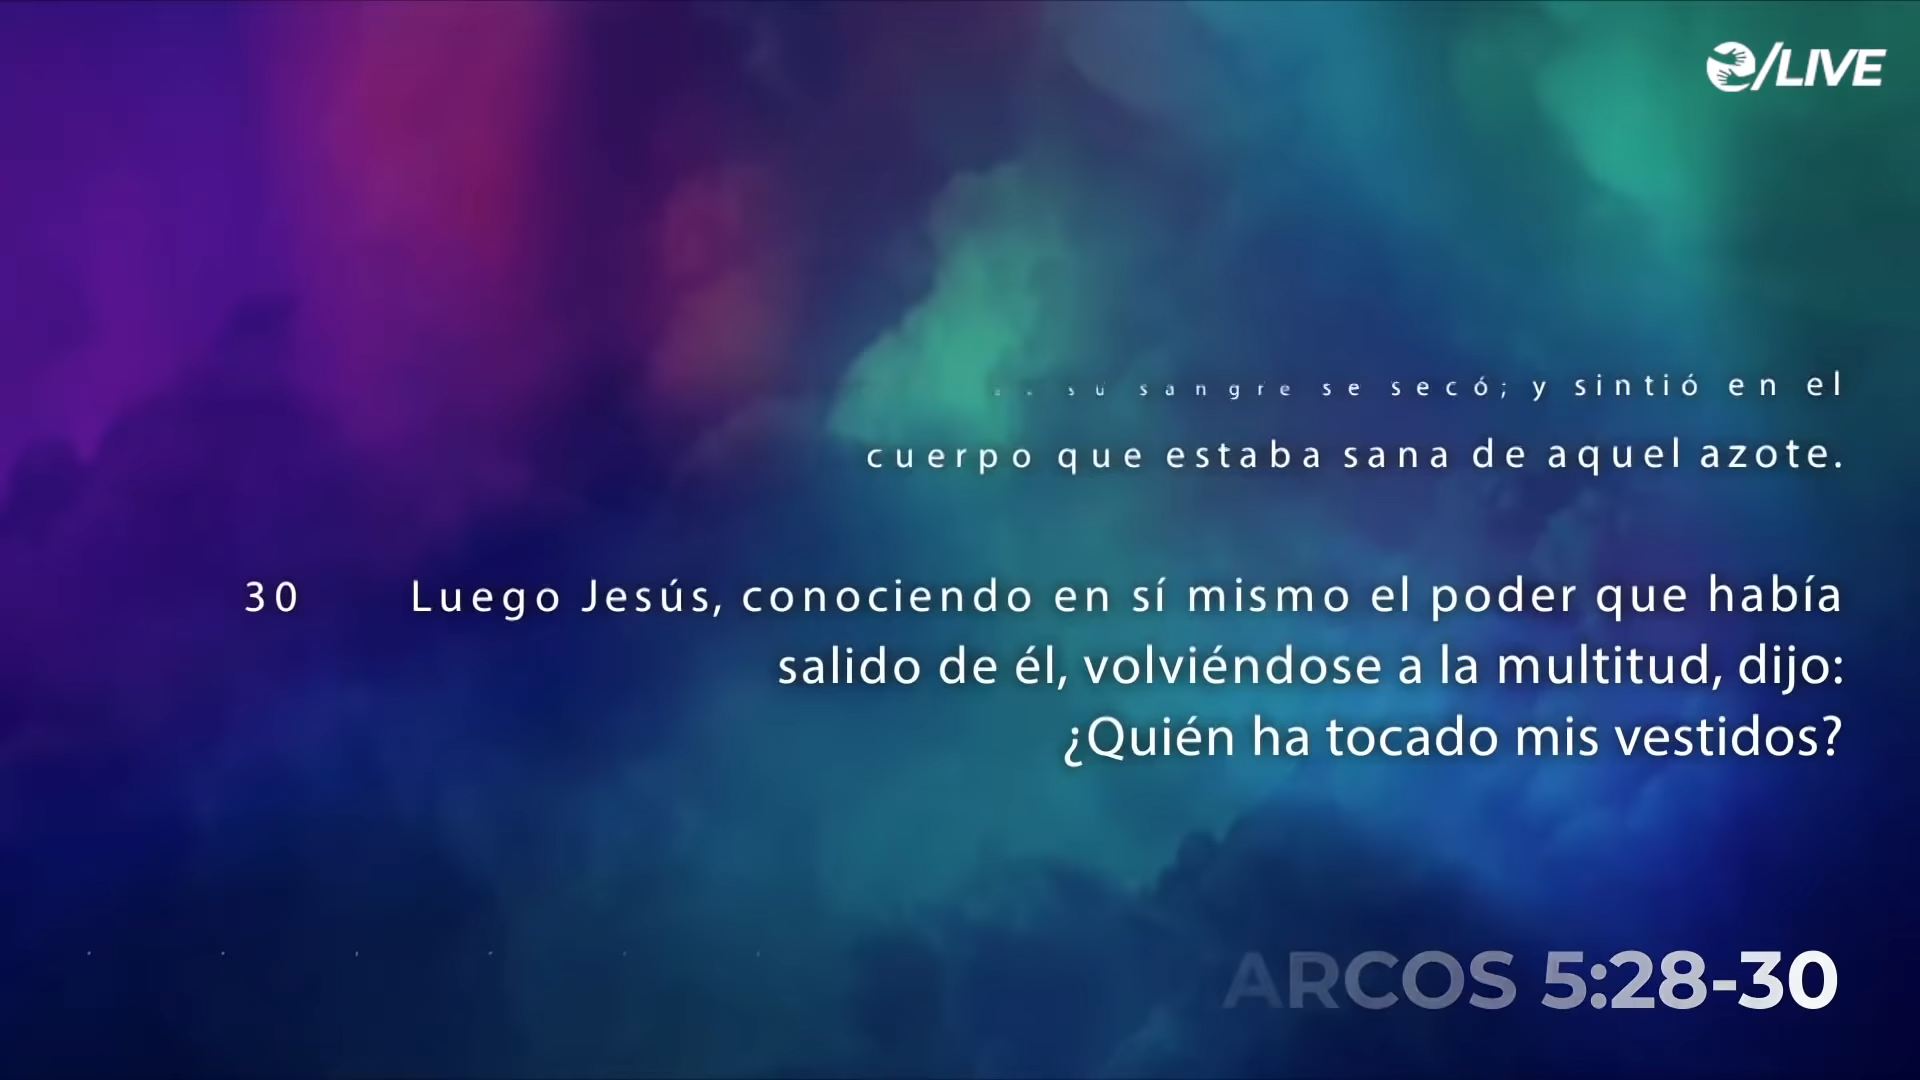 /LIVE
su sangre se secó; y sintió en el
cuerpo que estaba sana de aquel azote.
30 Luego Jesús, conociendo en sí mismo el poder que había
salido de él, volviéndose a la multitud, dijo:
¿Quién ha tocado mis vestidos?
ARCOS 5:28-30